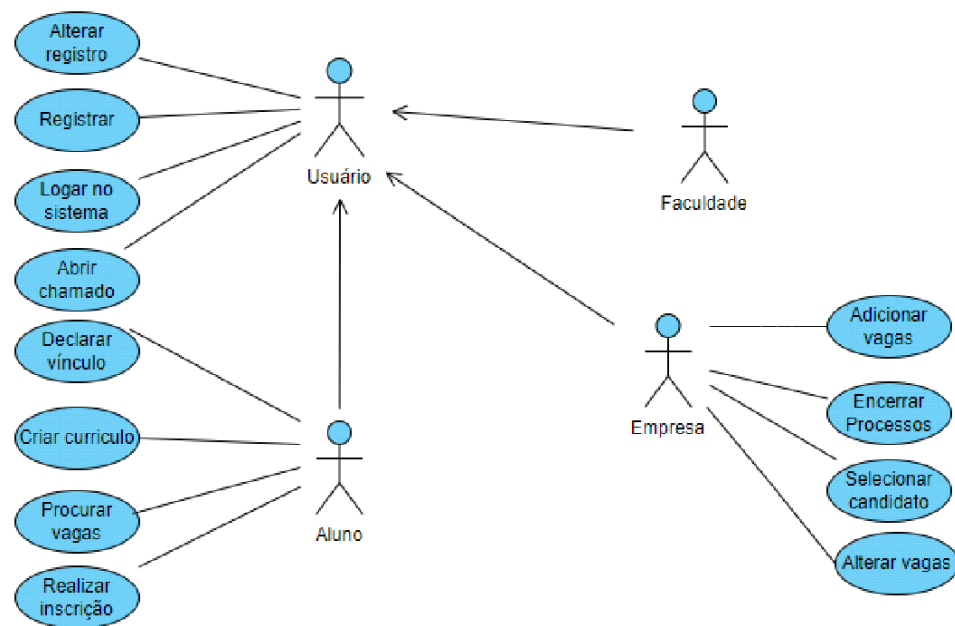 Alterar
registro
Registrar
Logar no
sistema
Abrir
chamado
Declarar
vínculo
Criar curriculo
Procurar
vagas
Realizar
inscrição
Usuário
Aluno
Faculdade
Empresa
Adicionar
vagas
Encerrar
Processos
Selecionar
candidato
Alterar vagas